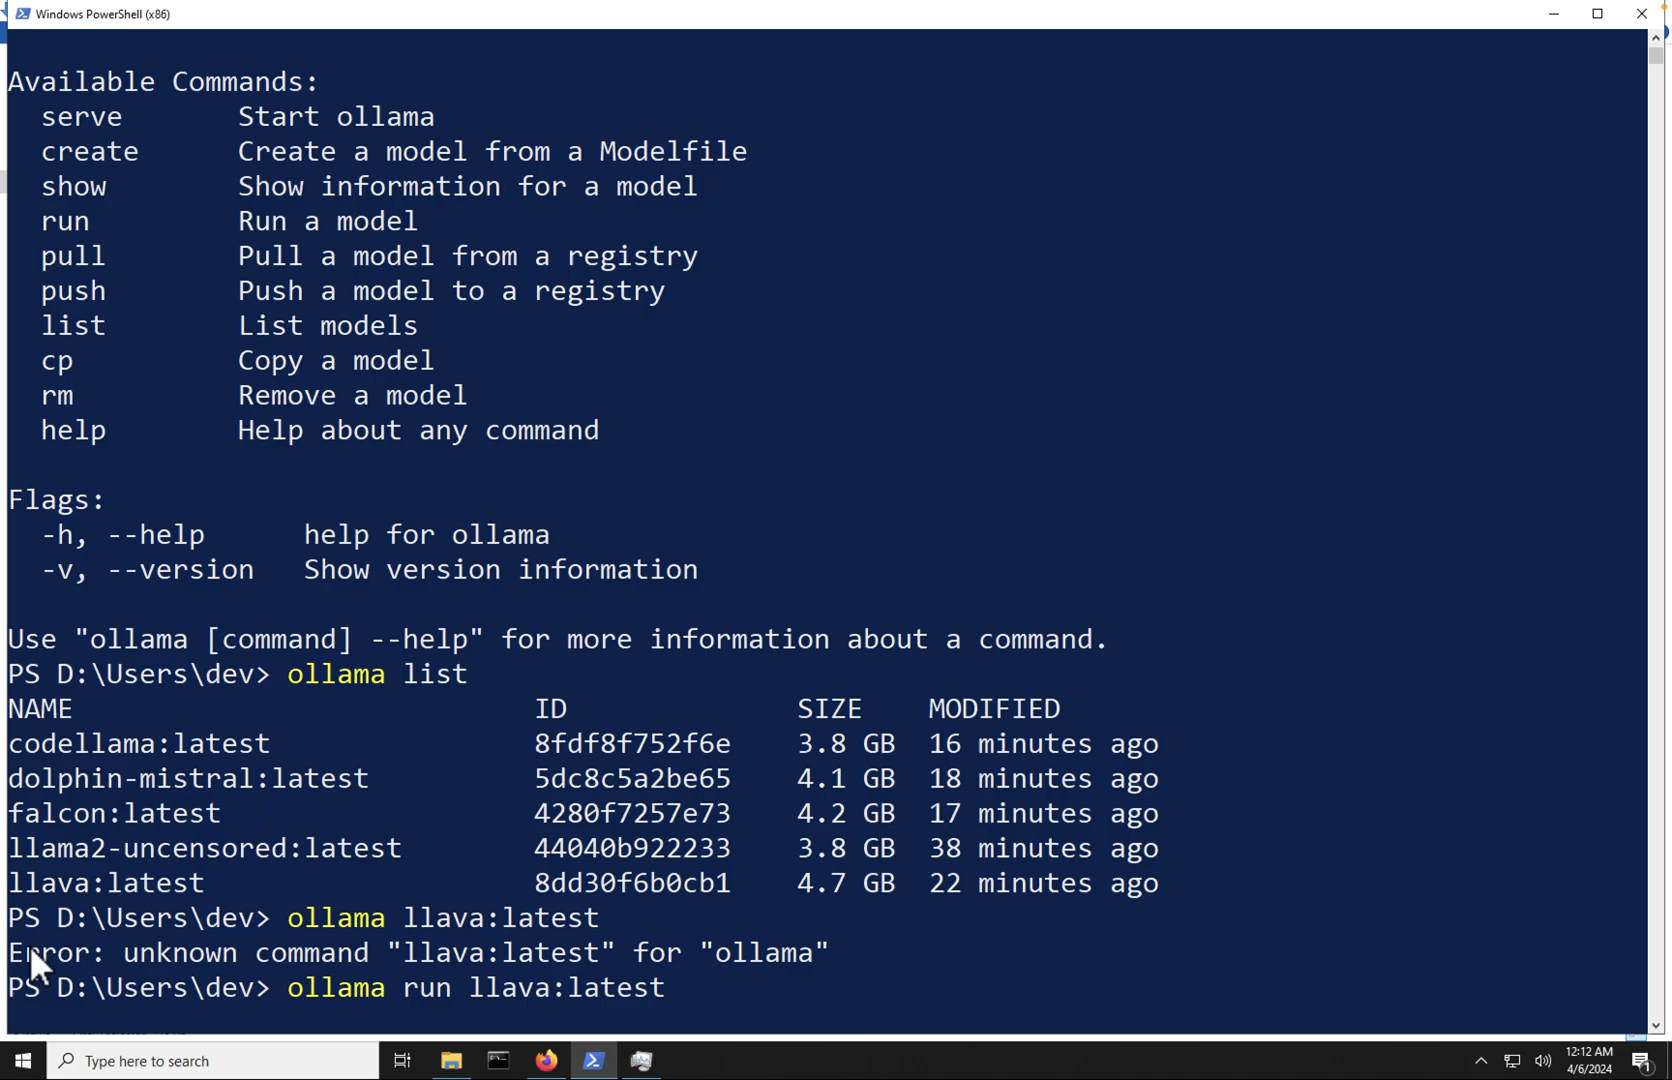 Windows PowerShell (x86)
Available Commands:
serve Start ollama
create Create a model from a Modelfile
show Show information for a model
run Run a model
pull Pull a model from a registry
push Push a model to a registry
list List models
cp Copy a model
rm Remove a model
help Help about any command
Flags:
-h, --help help for ollama
-v, --version Show version information
Use "ollama [command] --help" for more information about a command.
PS D:\Users\dev> ollama list
NAME ID SIZE MODIFIED
codellama:latest 8fdf8f752f6e 3.8 GB 16 minutes ago
dolphin-mistral:latest 5dc8c5a2be65 4.1 GB 18 minutes ago
falcon:latest 4280f7257e73 4.2 GB 17 minutes ago
llama2-uncensored:latest 44040b922233 3.8 GB 38 minutes ago
llava:latest 8dd30f6b0cb1 4.7 GB 22 minutes ago
PS D:\Users\dev> ollama llava:latest
Error: unknown command "llava:latest" for "ollama"
PS D:\Users\dev> ollama run llava:latest
Type here to search
12:12 AM
4/6/2024
1